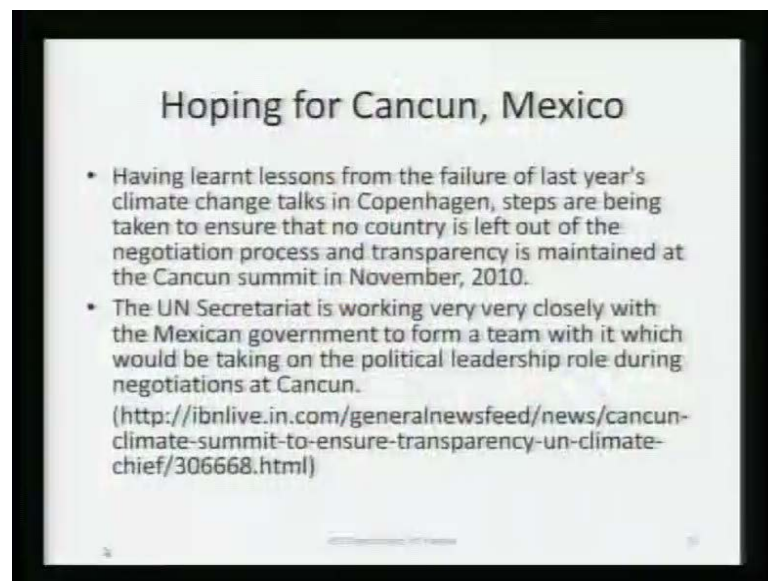 Hoping for Cancun, Mexico
• Having learnt lessons from the failure of last year's
climate change talks in Copenhagen, steps are being
taken to ensure that no country is left out of the
negotiation process and transparency is maintained at
the Cancun summit in November, 2010.
• The UN Secretariat is working very very closely with
the Mexican government to form a team with it which
would be taking on the political leadership role during
negotiations at Cancun.
(http://ibnlive.in.com/generalnewsfeed/news/cancun-
climate-summit-to-ensure-transparency-un-climate-
chief/306668.html)